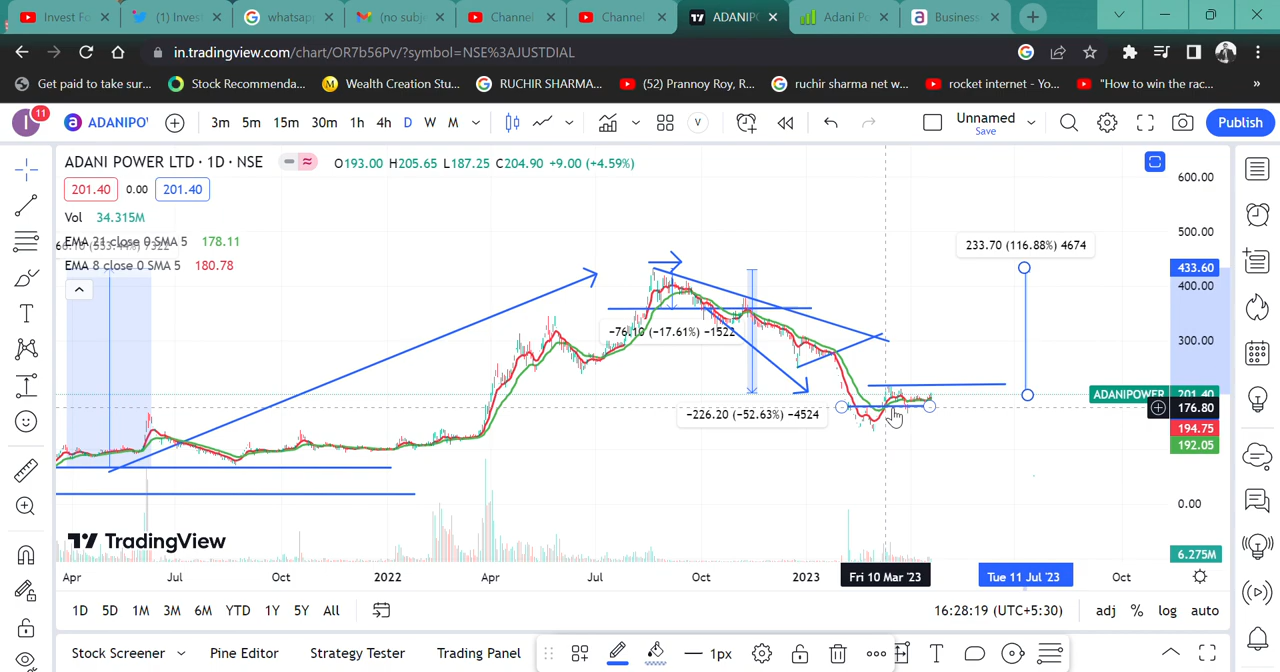 Invest Fo
(1) Invest
whatsapp
(no subj
Channel
Channel
ADANIPO
Adani Po
Business
in.tradingview.com/chart/OR7b56Pv/?symbol=NSE%3AJUSTDIAL
Get paid to take sur...
Stock Recommenda...
Wealth Creation Stu...
RUCHIR SHARMA...
(52) Prannoy Roy, R...
ruchir sharma net w...
rocket internet - Yo...
"How to win the rac...
»
I 11 ADANIPO' 3m 5m 15m 30m 1h 4h D W M V Unnamed Save Publish
ADANI POWER LTD · 1D · NSE O193.00 H205.65 L187.25 C204.90 +9.00 (+4.59%)
201.40 0.00 201.40
Vol 34.315M
EMA 21 close 0 SMA 5 178.11
EMA 8 close 0 SMA 5 180.78
233.70 (116.88%) 4674
−76.10 (−17.61%) −1522
−226.20 (−52.63%) −4524
600.00
500.00
433.60
400.00
300.00
ADANIPOWER 201.40
176.80
194.75
192.05
0.00
6.275M
TradingView
Apr Jul Oct 2022 Apr Jul Oct 2023 Fri 10 Mar '23 Tue 11 Jul '23 Oct
1D 5D 1M 3M 6M YTD 1Y 5Y All 16:28:19 (UTC+5:30) adj % log auto
Stock Screener Pine Editor Strategy Tester Trading Panel 1px